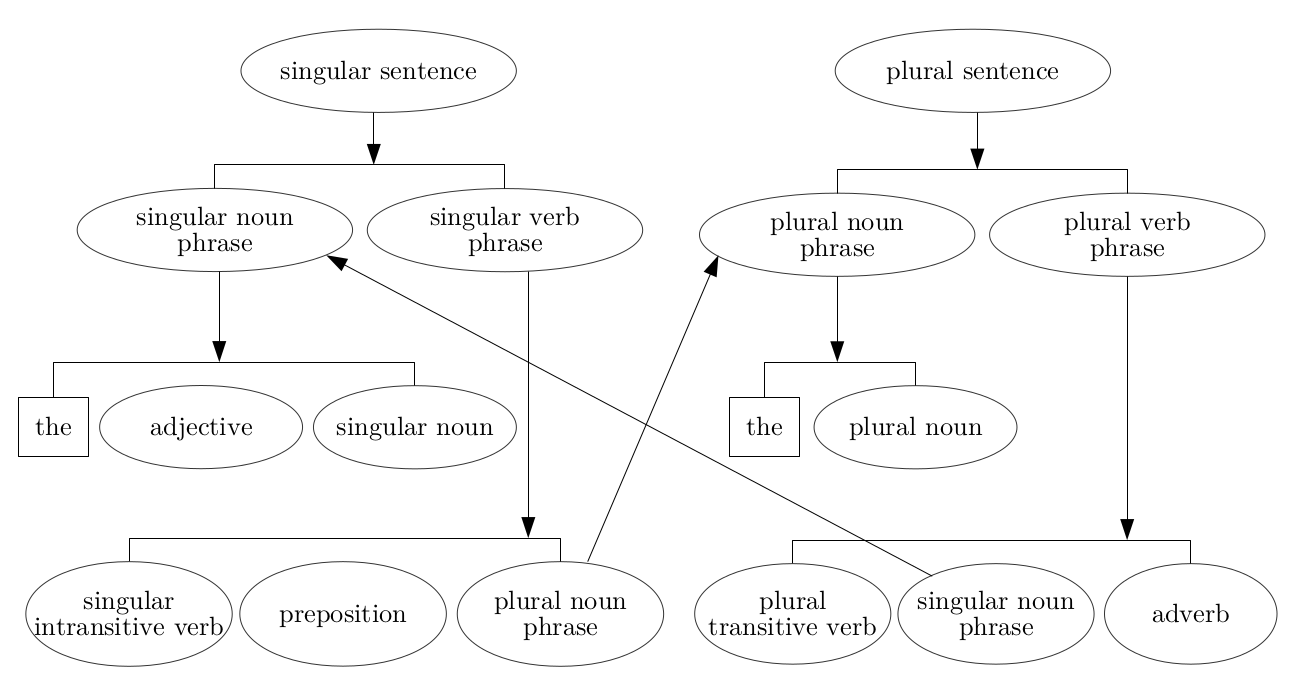 singular sentence
plural sentence
singular noun
phrase
singular verb
phrase
plural noun
phrase
plural verb
phrase
the
adjective
singular noun
the
plural noun
singular
intransitive verb
preposition
plural noun
phrase
plural
transitive verb
singular noun
phrase
adverb